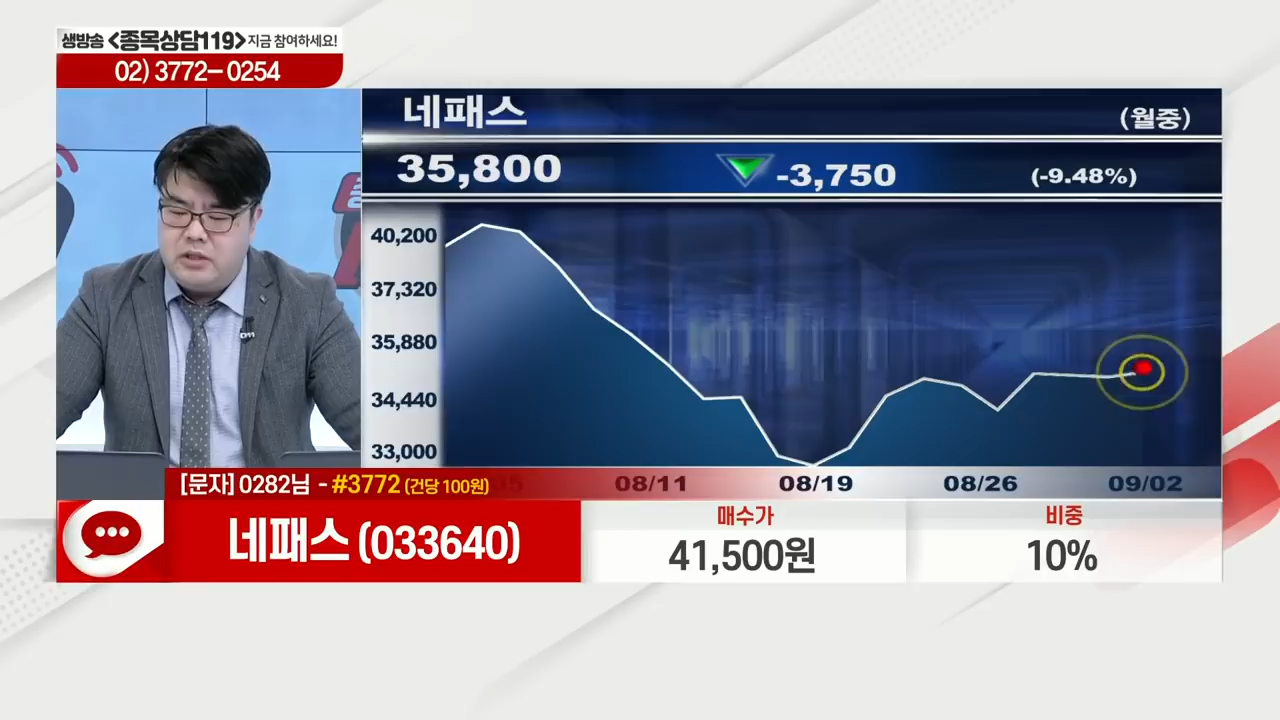 생방송 <종목상담119> 지금 참여하세요!
02) 3772-0254
네패스
(월중)
35,800 -3,750 (-9.48%)
40,200
37,320
35,880
34,440
33,000
08/11 08/19 08/26 09/02
[문자] 0282님 - #3772 (건당 100원)
네패스 (033640)
매수가
41,500원
비중
10%